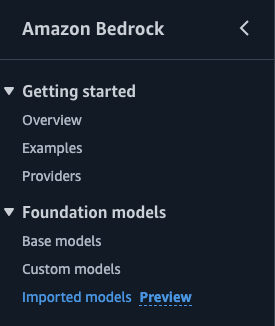 Amazon Bedrock
Getting started
Overview
Examples
Providers
Foundation models
Base models
Custom models
Imported models Preview